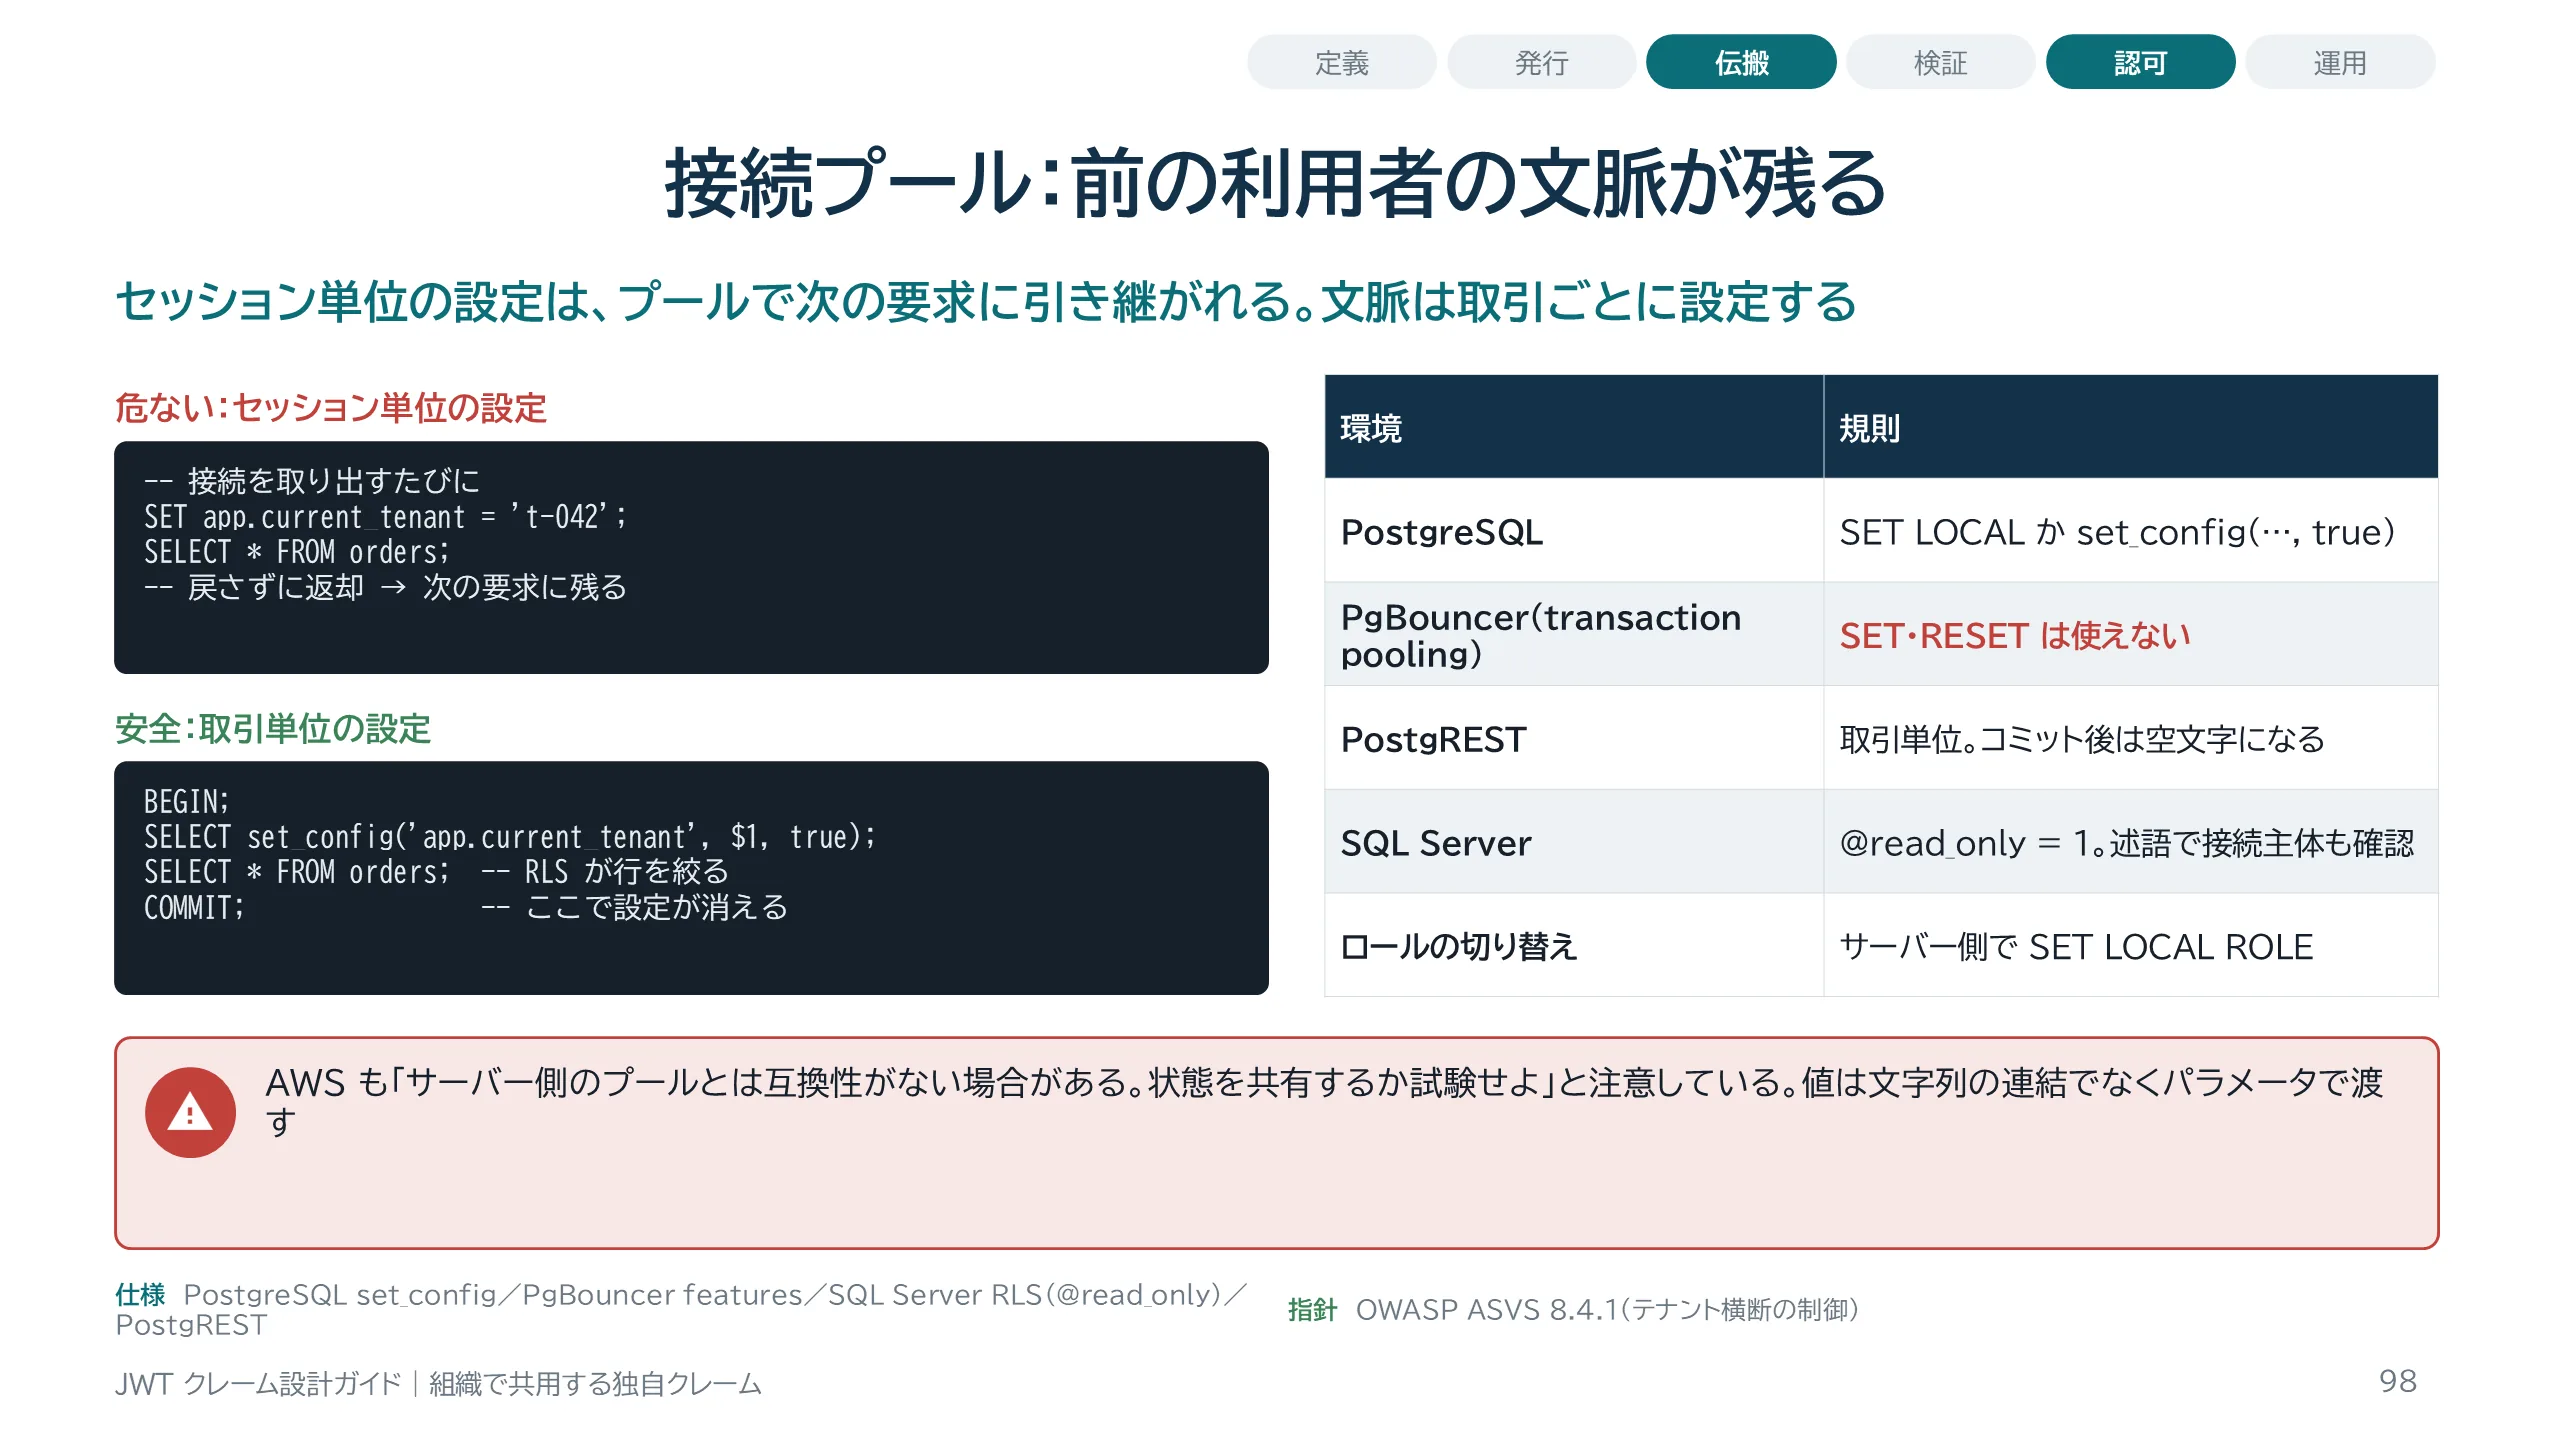 定義
発行
伝搬
検証
認可
運用
接続プール：前の利用者の文脈が残る
セッション単位の設定は、プールで次の要求に引き継がれる。文脈は取引ごとに設定する
危ない：セッション単位の設定
-- 接続を取り出すたびに
SET app.current_tenant = 't-042';
SELECT * FROM orders;
-- 戻さずに返却 → 次の要求に残る
安全：取引単位の設定
BEGIN;
SELECT set_config('app.current_tenant', $1, true);
SELECT * FROM orders;  -- RLS が行を絞る
COMMIT;                -- ここで設定が消える
環境
規則
PostgreSQL
SET LOCAL か set_config(…, true)
PgBouncer（transaction
pooling）
SET・RESET は使えない
PostgREST
取引単位。コミット後は空文字になる
SQL Server
@read_only = 1。述語で接続主体も確認
ロールの切り替え
サーバー側で SET LOCAL ROLE
AWS も「サーバー側のプールとは互換性がない場合がある。状態を共有するか試験せよ」と注意している。値は文字列の連結でなくパラメータで渡
す
仕様 PostgreSQL set_config／PgBouncer features／SQL Server RLS（@read_only）／
PostgREST
指針 OWASP ASVS 8.4.1（テナント横断の制御）
JWT クレーム設計ガイド｜組織で共用する独自クレーム
98